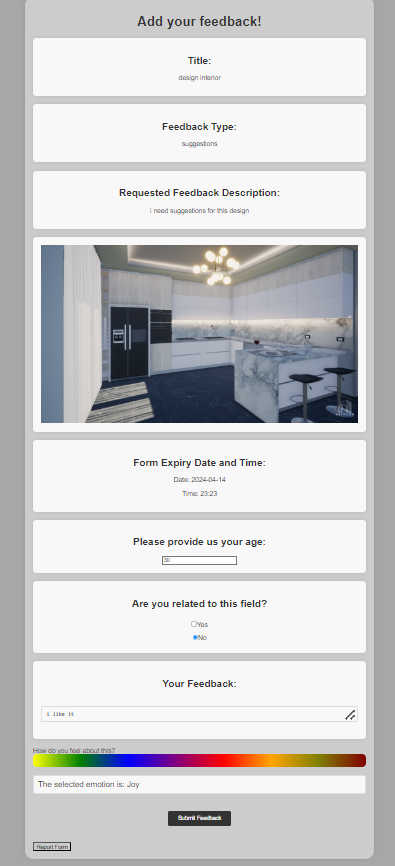 Add your feedback!
Title:
design interior
Feedback Type:
suggestions
Requested Feedback Description:
i need suggestions for this design
Form Expiry Date and Time:
Date: 2024-04-14
Time: 23:23
Please provide us your age:
30
Are you related to this field?
Yes
No
Your Feedback:
i like it
How do you feel about this?
The selected emotion is: Joy
Submit Feedback
Report Form